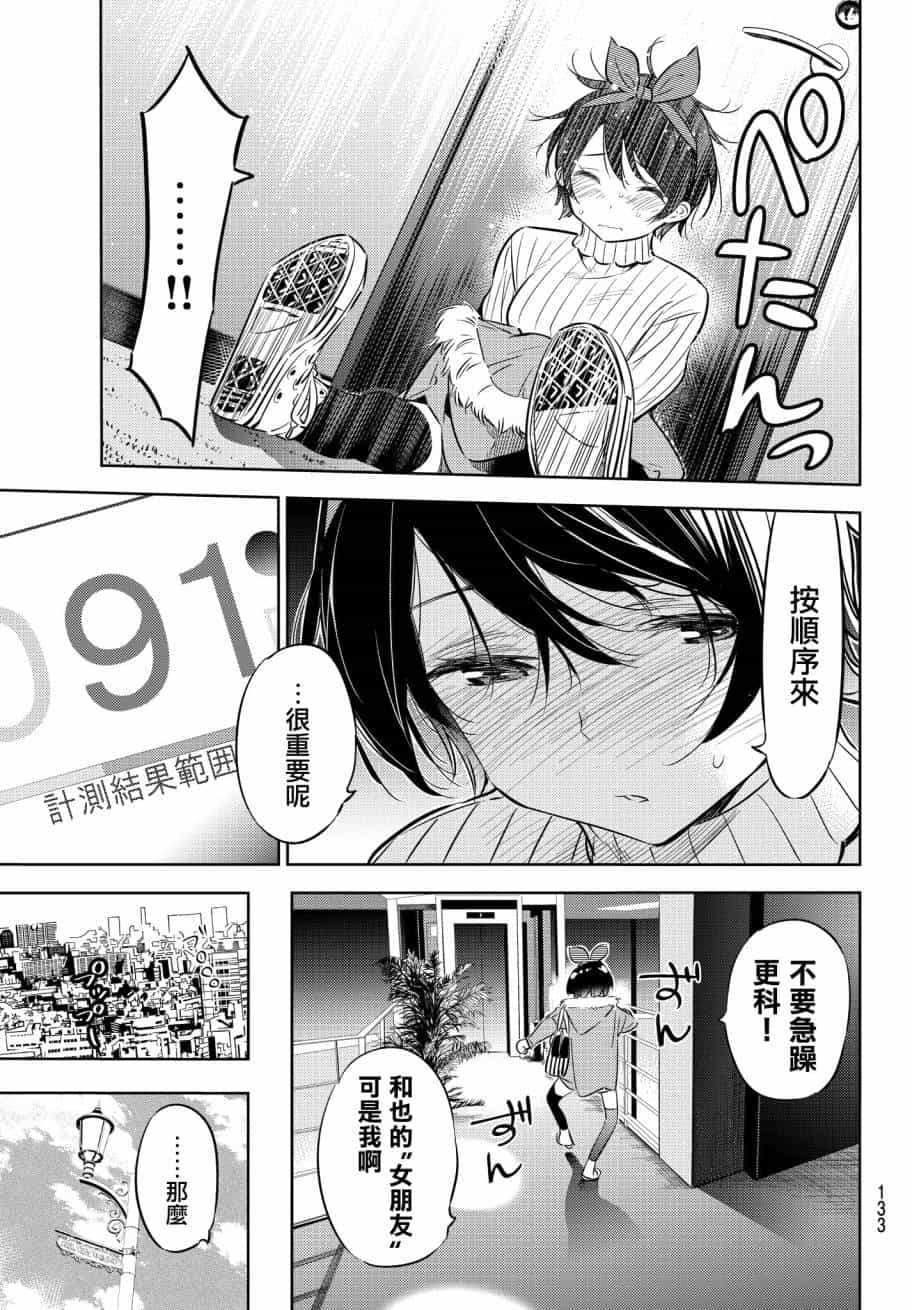 ペたんっ
……!!
按順序來
…很重要呢
091
計測結果範囲
不要急躁
更科！
ずん
ずん
和也的"女朋友"
可是我啊
……那麼
133